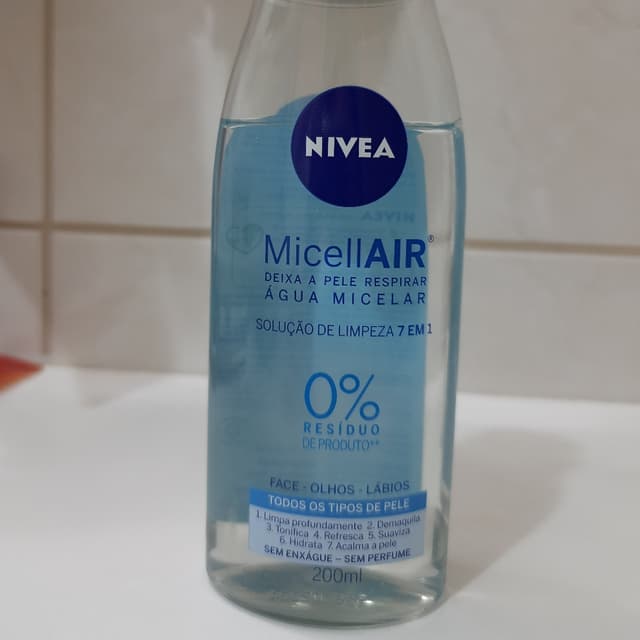 NIVEA
MicellAIR®
DEIXA A PELE RESPIRAR
ÁGUA MICELAR
SOLUÇÃO DE LIMPEZA 7 EM 1
0%
RESÍDUO
DE PRODUTO**
FACE - OLHOS - LÁBIOS
TODOS OS TIPOS DE PELE
1. Limpa profundamente 2. Demaquila
3. Tonifica 4. Refresca 5. Suaviza
6. Hidrata 7. Acalma a pele
SEM ENXÁGUE – SEM PERFUME
200ml